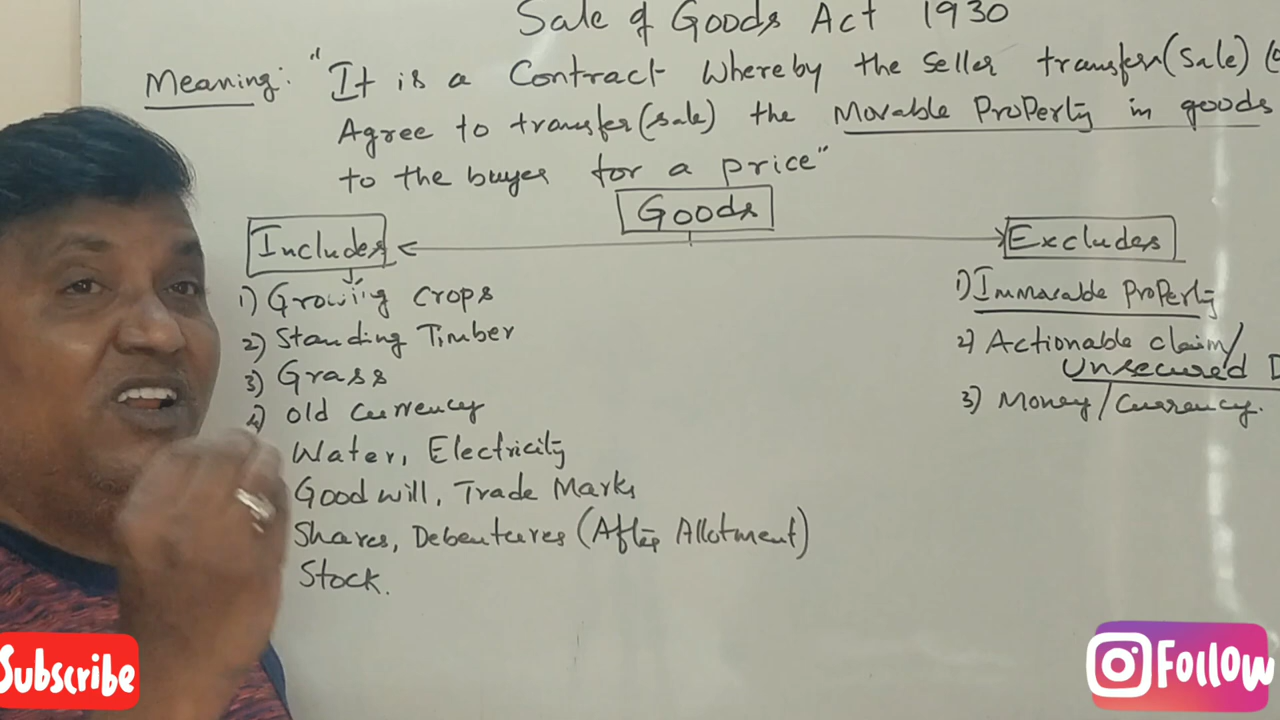 Sale of Goods Act 1930
Meaning: "It is a Contract Whereby the Seller transfer(Sale) (
Agree to transfer(sale) the Movable Property in goods
to the buyer for a price"
Goods
Includes
Excludes
1) Growing Crops
2) Standing Timber
3) Grass
4) Old Currency
Water, Electricity
Good will, Trade Marks
Shares, Debentures (After Allotment)
Stock.
1) Immovable Property
2) Actionable claim/
Unsecured D
3) Money/Currency.
Subscribe
Follow